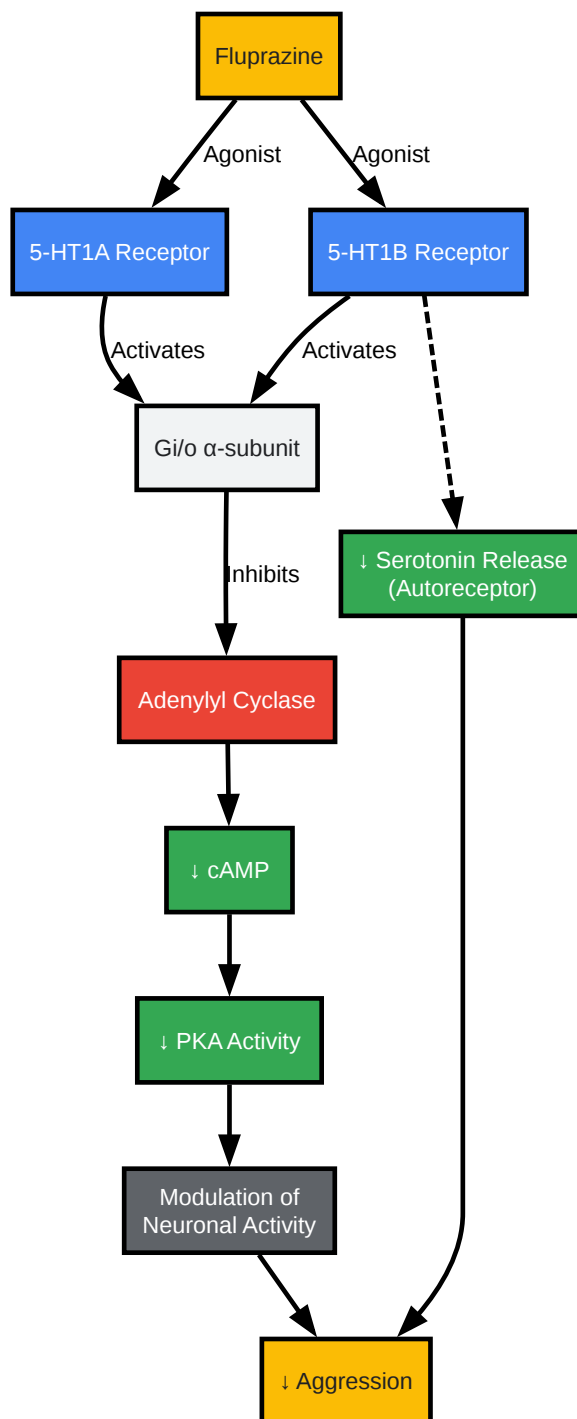 Fluprazine
Agonist
Agonist
5-HT1A Receptor
5-HT1B Receptor
Activates
Activates
Gi/o α-subunit
Inhibits
↓ Serotonin Release
(Autoreceptor)
Adenylyl Cyclase
↓ cAMP
↓ PKA Activity
Modulation of
Neuronal Activity
↓ Aggression